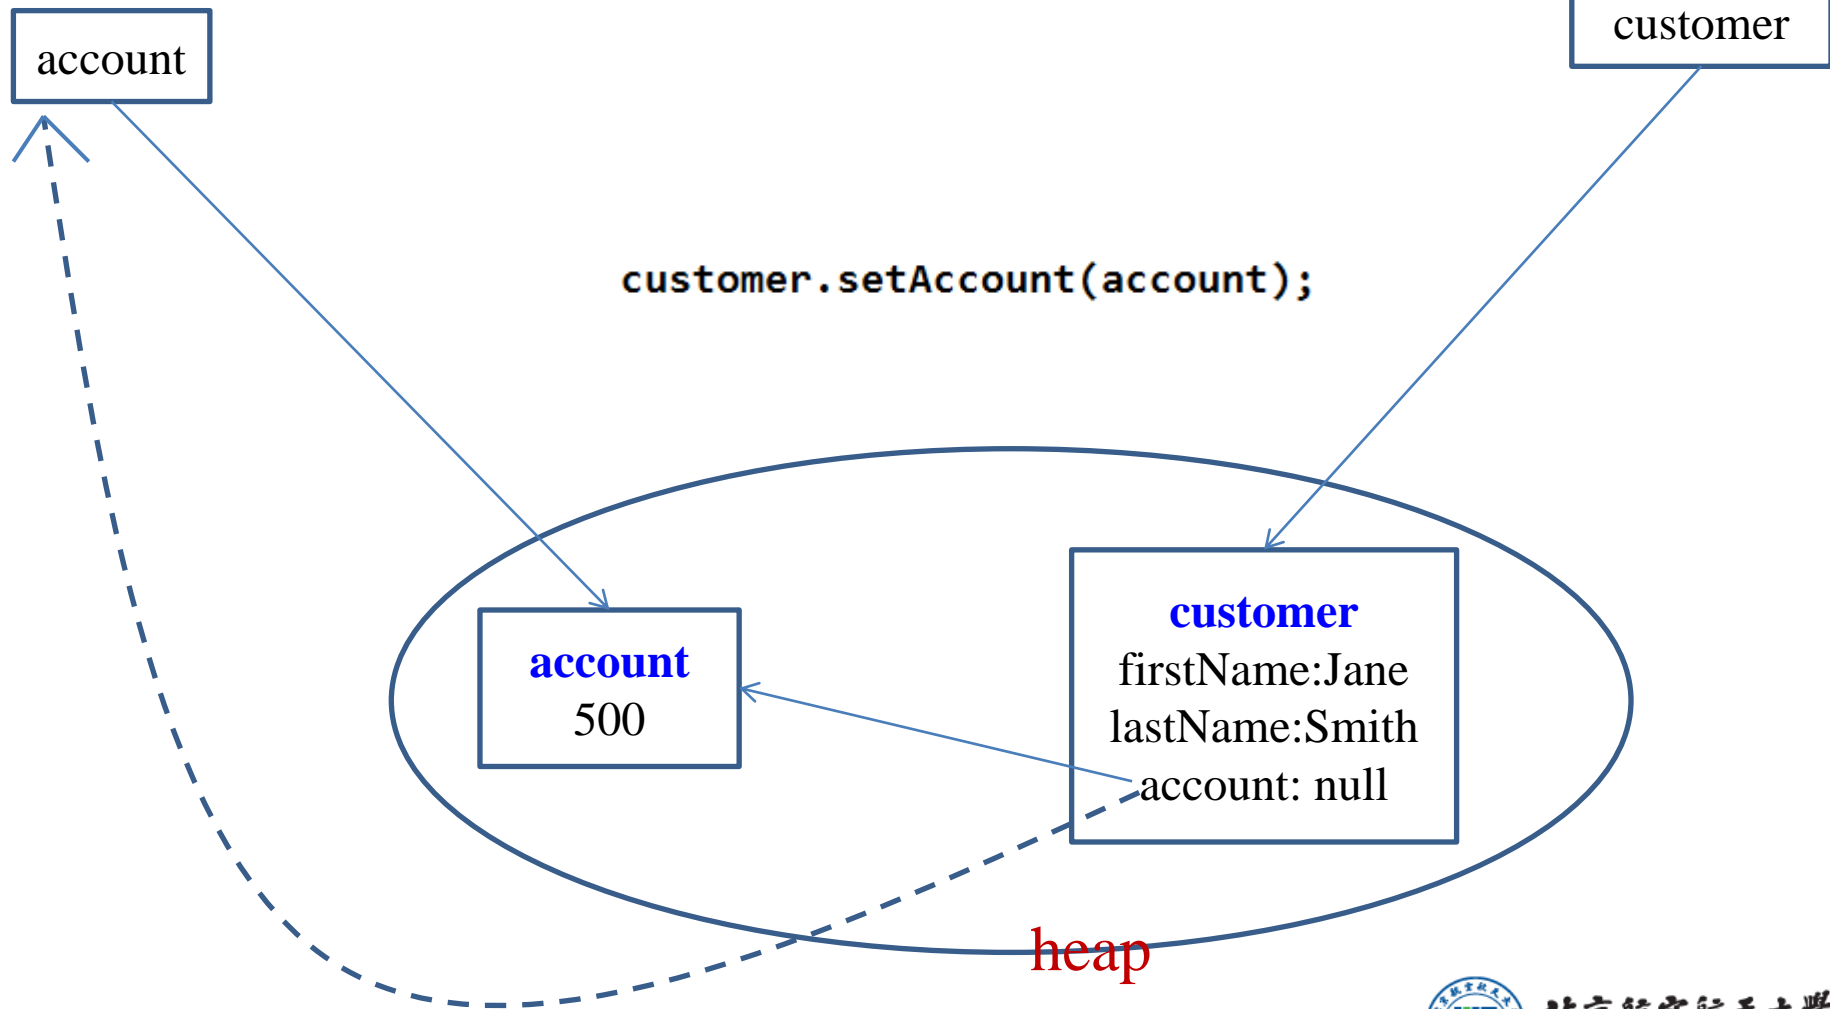 account
customer
customer.setAccount(account);
customer
firstName:Jane
lastName:Smith
account: null
account
500
heap